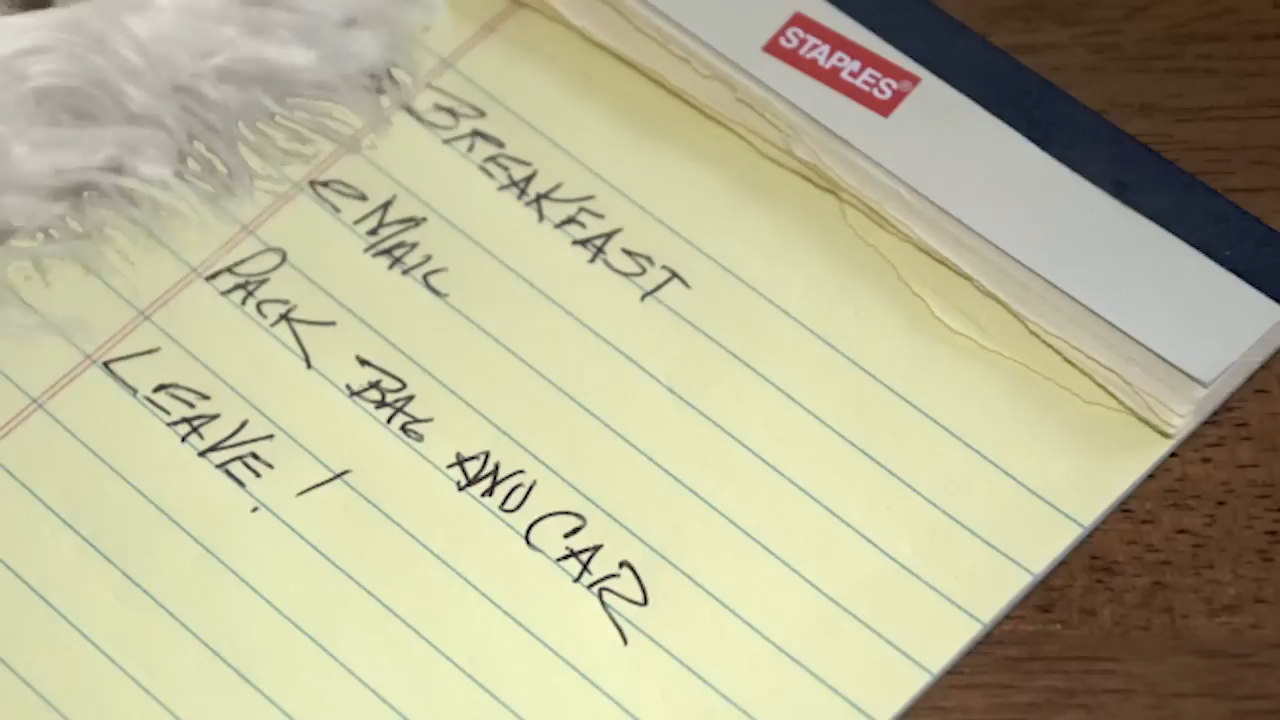 STAPLES®
BREAKFAST
eMAIL
PACK BAG AND CAR
LEAVE!